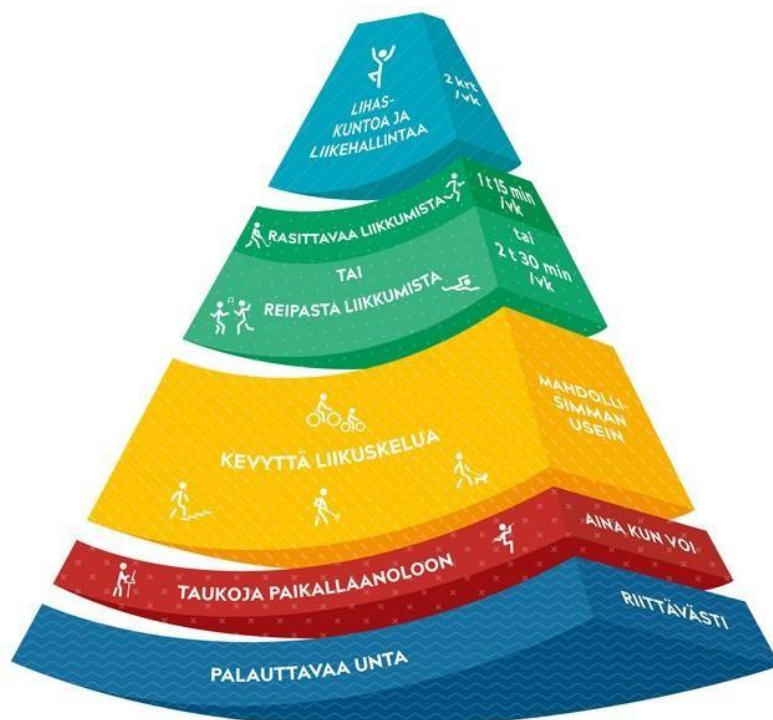 LIHAS-
KUNTOA JA
LIIKEHALLINTAA
2 krt
/vk
RASITTAVAA LIIKKUMISTA
1 t 15 min
/vk
TAI
tai
REIPASTA LIIKKUMISTA
2 t 30 min
/vk
KEVYTTÄ LIIKUSKELUA
MAHDOLLI-
SIMMAN
USEIN
TAUKOJA PAIKALLAANOLOON
AINA KUN VOI
PALAUTTAVAA UNTA
RIITTÄVÄSTI